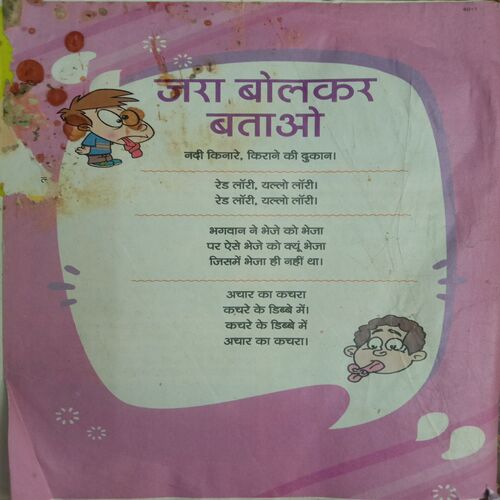 जरा बोलकर
बताओ
नदी किनारे, किराने की दुकान।
रेड लॉरी, यल्लो लॉरी।
रेड लॉरी, यल्लो लॉरी।
भगवान ने भेजे को भेजा
पर ऐसे भेजे को क्यूं भेजा
जिसमें भेजा ही नहीं था।
अचार का कचरा
कचरे के डिब्बे में।
कचरे के डिब्बे में
अचार का कचरा।